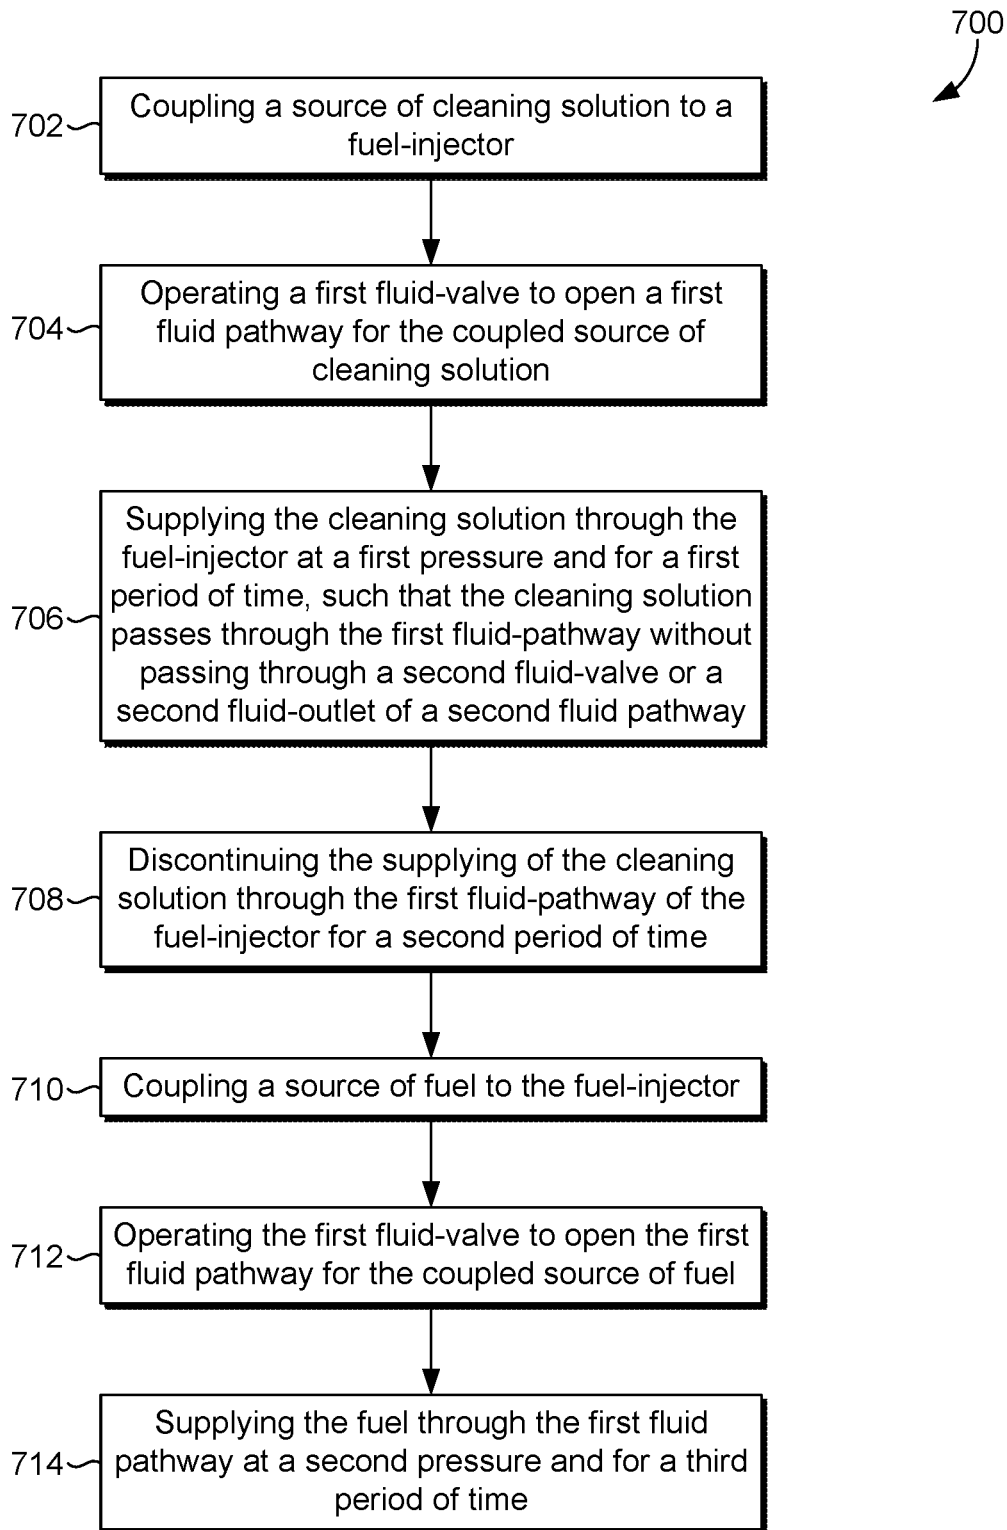 700
702
Coupling a source of cleaning solution to a
fuel-injector
704
Operating a first fluid-valve to open a first
fluid pathway for the coupled source of
cleaning solution
706
Supplying the cleaning solution through the
fuel-injector at a first pressure and for a first
period of time, such that the cleaning solution
passes through the first fluid-pathway without
passing through a second fluid-valve or a
second fluid-outlet of a second fluid pathway
708
Discontinuing the supplying of the cleaning
solution through the first fluid-pathway of the
fuel-injector for a second period of time
710
Coupling a source of fuel to the fuel-injector
712
Operating the first fluid-valve to open the first
fluid pathway for the coupled source of fuel
714
Supplying the fuel through the first fluid
pathway at a second pressure and for a third
period of time